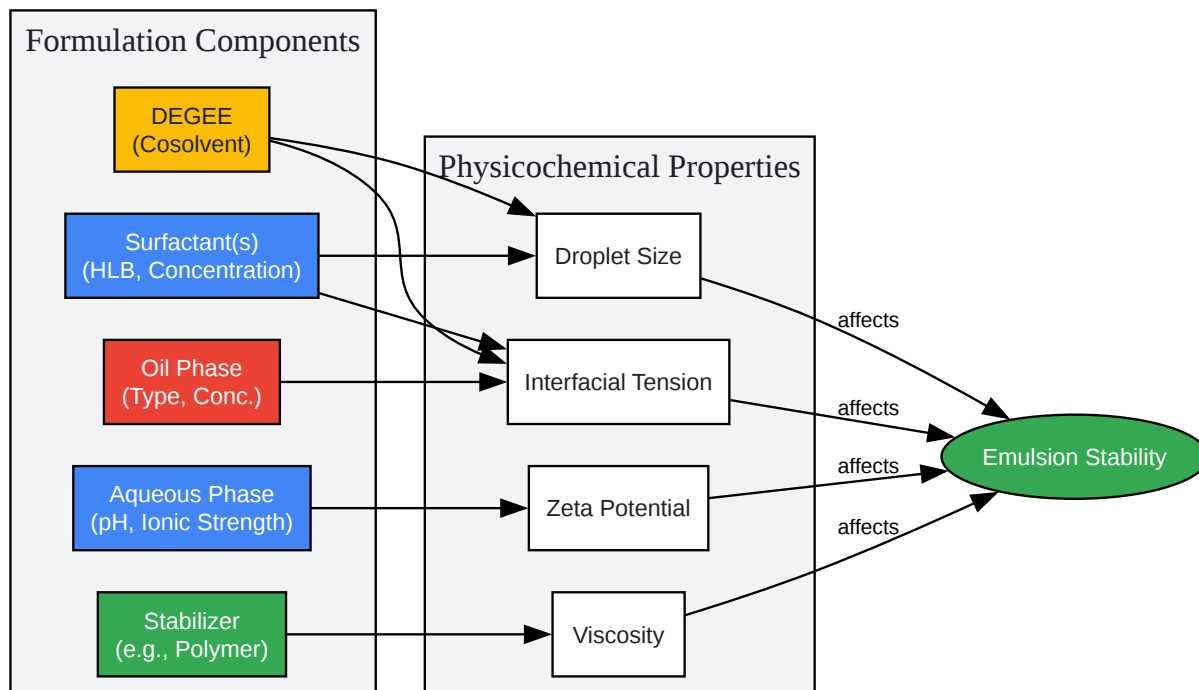 Formulation Components
DEGEE
(Cosolvent)
Surfactant(s)
(HLB, Concentration)
Oil Phase
(Type, Conc.)
Aqueous Phase
(pH, Ionic Strength)
Stabilizer
(e.g., Polymer)
Physicochemical Properties
Droplet Size
Interfacial Tension
Zeta Potential
Viscosity
affects
affects
affects
affects
Emulsion Stability